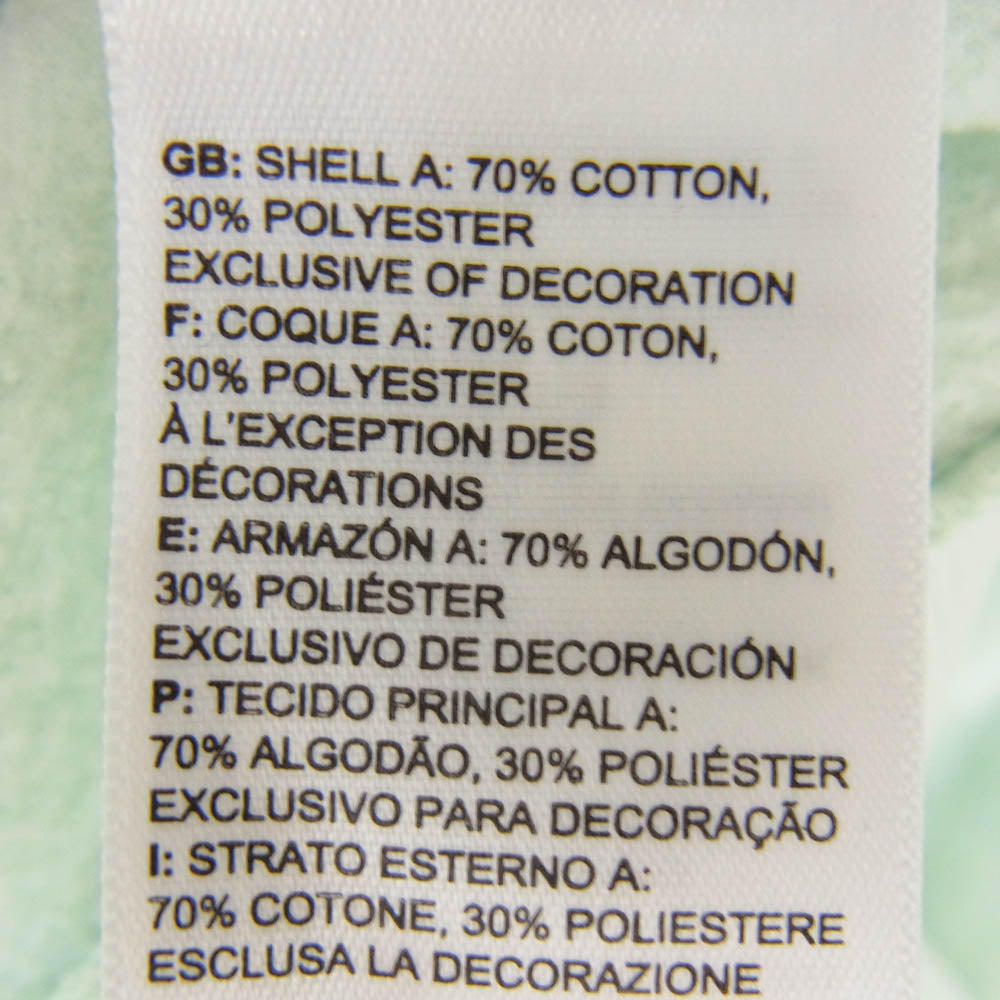 GB: SHELL A: 70% COTTON,
30% POLYESTER
EXCLUSIVE OF DECORATION
F: COQUE A: 70% COTON,
30% POLYESTER
À L'EXCEPTION DES
DÉCORATIONS
E: ARMAZÓN A: 70% ALGODÓN,
30% POLIÉSTER
EXCLUSIVO DE DECORACIÓN
P: TECIDO PRINCIPAL A:
70% ALGODÃO, 30% POLIÉSTER
EXCLUSIVO PARA DECORAÇÃO
I: STRATO ESTERNO A:
70% COTONE, 30% POLIESTERE
ESCLUSA LA DECORAZIONE